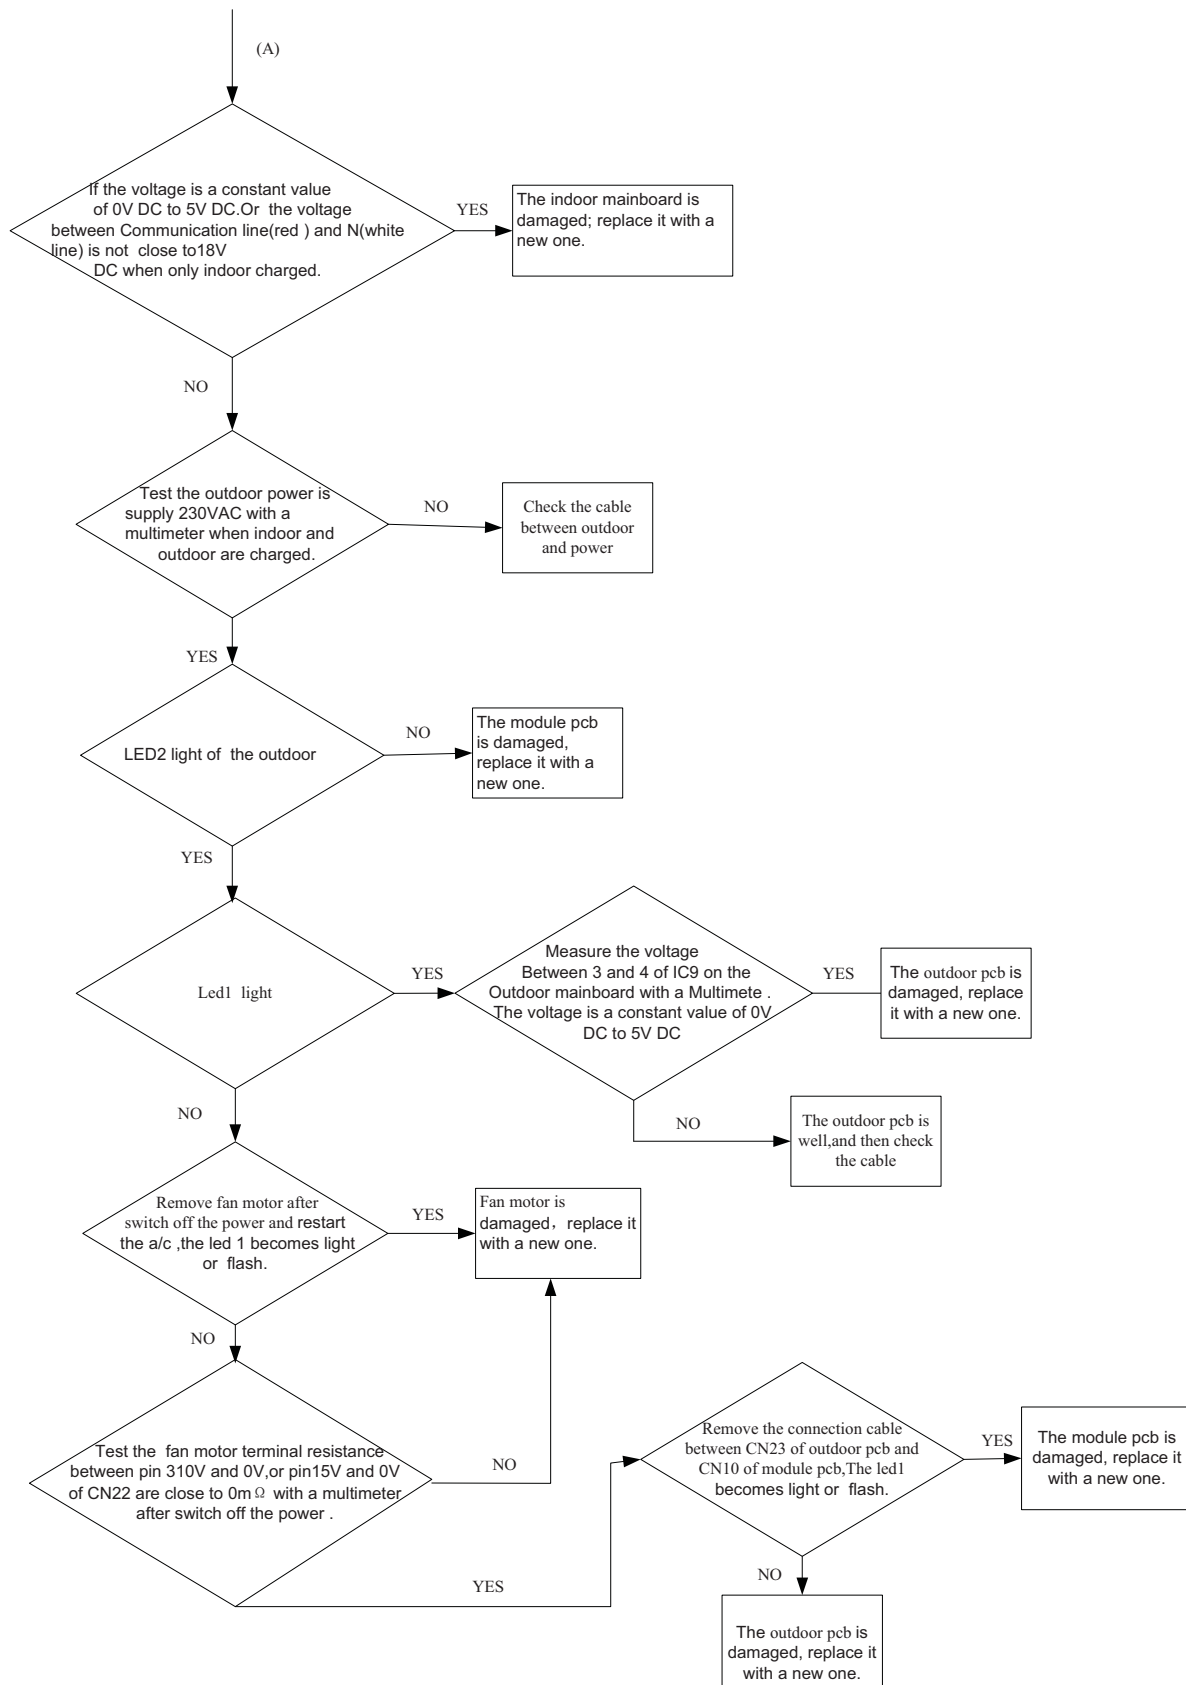 (A)
If the voltage is a constant value
of 0V DC to 5V DC.Or the voltage
between Communication line(red ) and N(white
line) is not close to18V
DC when only indoor charged.
YES
The indoor mainboard is
damaged; replace it with a
new one.
NO
Test the outdoor power is
supply 230VAC with a
multimeter when indoor and
outdoor are charged.
NO
Check the cable
between outdoor
and power
YES
LED2 light of the outdoor
NO
The module pcb
is damaged,
replace it with a
new one.
YES
Led1 light
YES
Measure the voltage
Between 3 and 4 of IC9 on the
Outdoor mainboard with a Multimete .
The voltage is a constant value of 0V
DC to 5V DC
YES
The outdoor pcb is
damaged, replace
it with a new one.
NO
The outdoor pcb is
well,and then check
the cable
NO
Remove fan motor after
switch off the power and restart
the a/c ,the led 1 becomes light
or flash.
YES
Fan motor is
damaged，replace it
with a new one.
NO
Test the fan motor terminal resistance
between pin 310V and 0V,or pin15V and 0V
of CN22 are close to 0mΩ with a multimeter
after switch off the power .
NO
YES
Remove the connection cable
between CN23 of outdoor pcb and
CN10 of module pcb,The led1
becomes light or flash.
YES
The module pcb is
damaged, replace it
with a new one.
NO
The outdoor pcb is
damaged, replace it
with a new one.